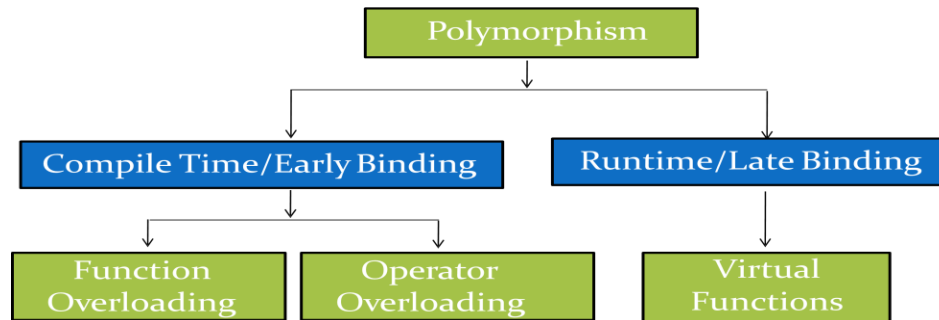 Polymorphism
Compile Time/Early Binding
Runtime/Late Binding
Function
Overloading
Operator
Overloading
Virtual
Functions